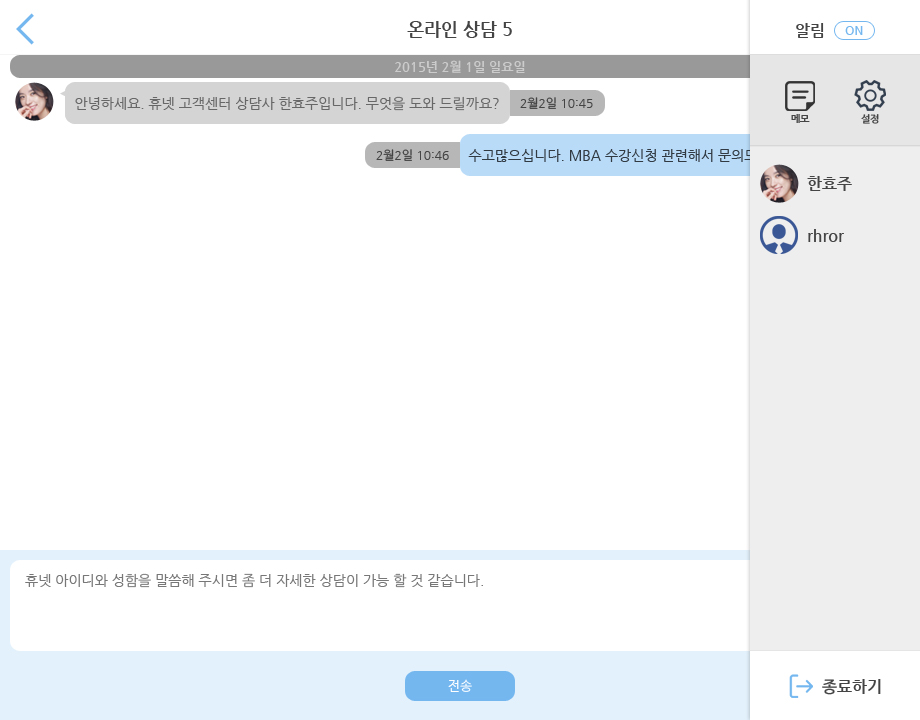 온라인 상담 5
알림 ON
2015년 2월 1일 일요일
메모 설정
안녕하세요. 휴넷 고객센터 상담사 한효주입니다. 무엇을 도와 드릴까요? 2월2일 10:45
2월2일 10:46 수고많으십니다. MBA 수강신청 관련해서
한효주
rhror
휴넷 아이디와 성함을 말씀해 주시면 좀 더 자세한 상담이 가능 할 것 같습니다.
전송
종료하기